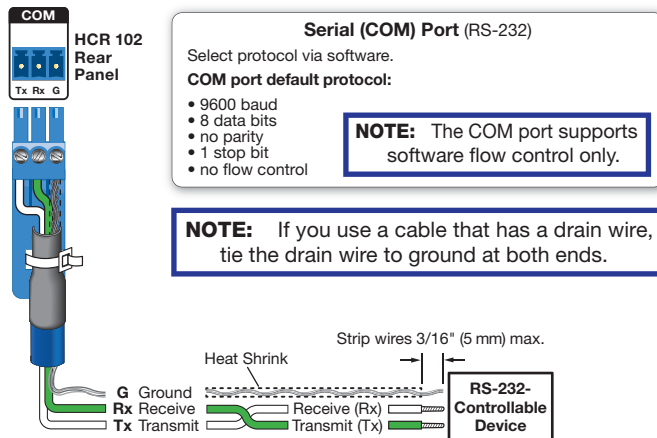 COM
Tx Rx G
HCR 102
Rear
Panel
Serial (COM) Port (RS-232)
Select protocol via software.
COM port default protocol:
• 9600 baud
• 8 data bits
• no parity
• 1 stop bit
• no flow control
NOTE: The COM port supports
software flow control only.
NOTE: If you use a cable that has a drain wire,
tie the drain wire to ground at both ends.
Strip wires 3/16" (5 mm) max.
Heat Shrink
G Ground
Rx Receive
Tx Transmit
Receive (Rx)
Transmit (Tx)
RS-232-
Controllable
Device